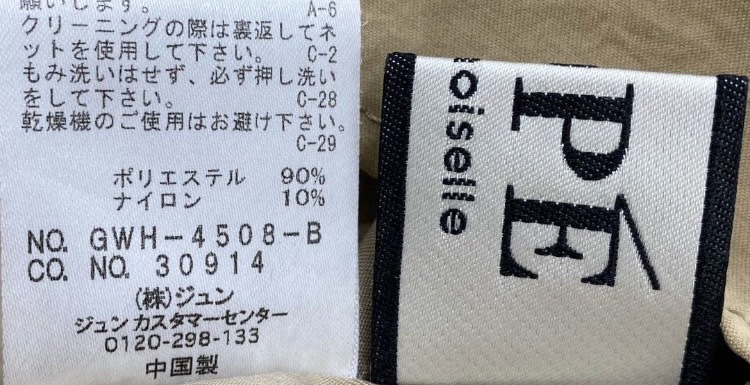 願いします。 A-6
クリーニングの際は裏返してネ
ットを使用して下さい。 C-2
もみ洗いはせず、必ず押し洗い
をして下さい。 C-28
乾燥機のご使用はお避け下さい。
C-29
ポリエステル 90%
ナイロン 10%
NO. GWH-4508-B
CO. NO. 30914
(株)ジュン
ジュン カスタマーセンター
0120-298-133
中国製
PÉ
oiselle